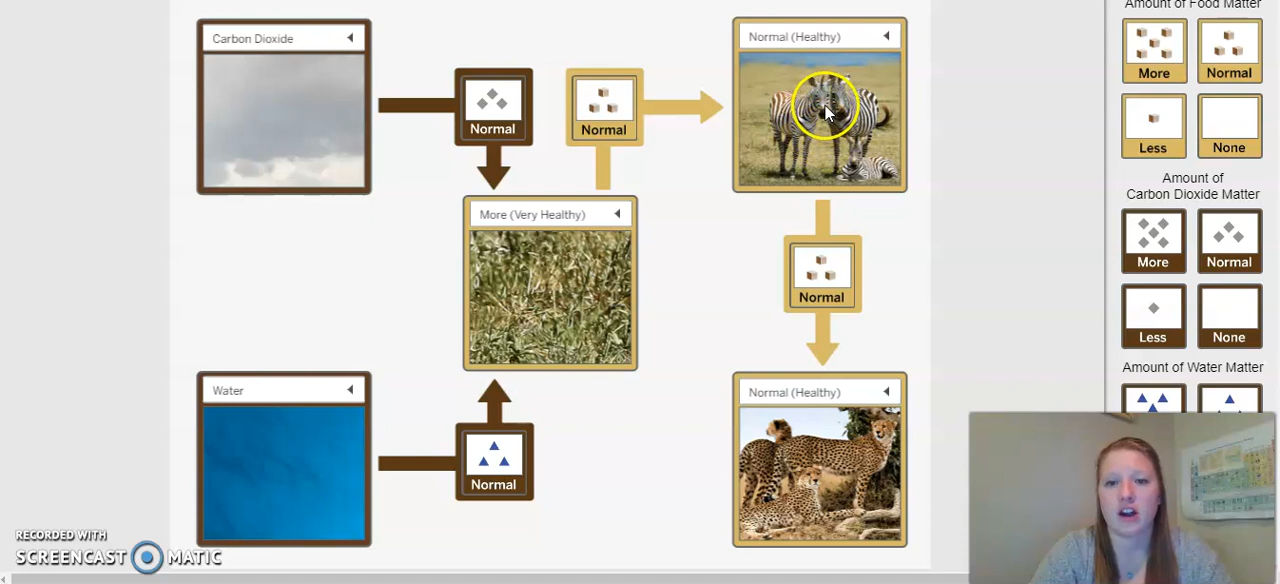 Carbon Dioxide
Normal
Normal
Normal (Healthy)
More (Very Healthy)
Normal
Water
Normal
Normal (Healthy)
Amount of Food Matter
More
Normal
Less
None
Amount of
Carbon Dioxide Matter
More
Normal
Less
None
Amount of Water Matter
RECORDED WITH
SCREENCAST MATIC